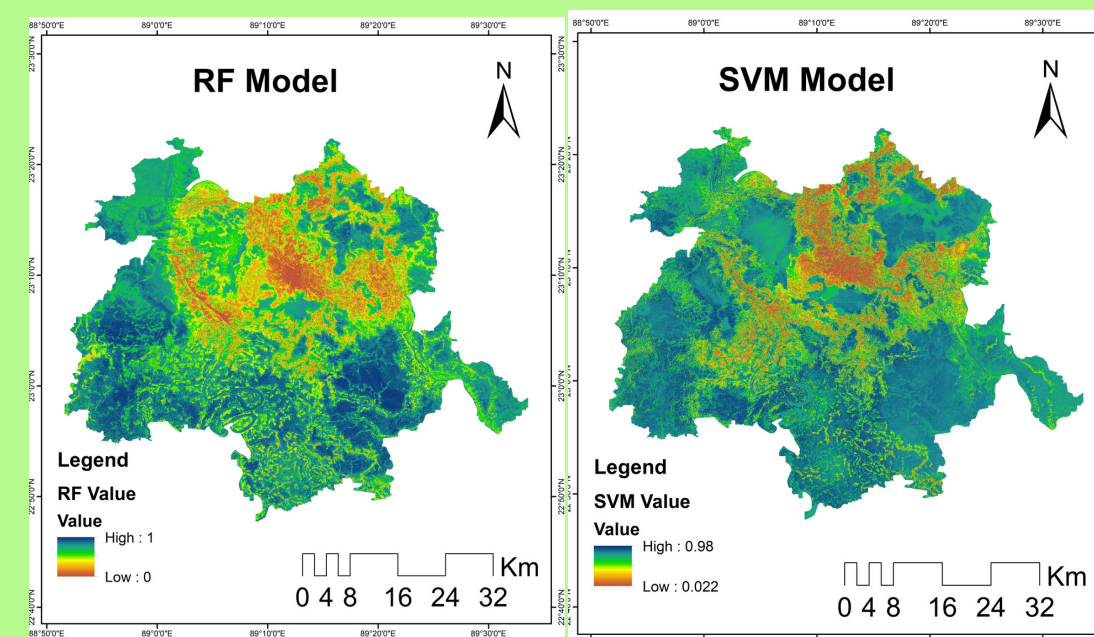 88°50'0"E 89°0'0"E 89°10'0"E 89°20'0"E 89°30'0"E
RF Model
N
23°30'0"N
23°20'0"N
23°10'0"N
23°0'0"N
22°50'0"N
22°40'0"N
Legend
RF Value
Value
High : 1
Low : 0
Km
0 4 8 16 24 32
88°50'0"E 89°0'0"E 89°10'0"E 89°20'0"E 89°30'0"E
88°50'0"E 89°0'0"E 89°10'0"E 89°20'0"E 89°30'0"E
SVM Model
N
23°30'0"N
Legend
SVM Value
Value
High : 0.98
Low : 0.022
Km
0 4 8 16 24 32